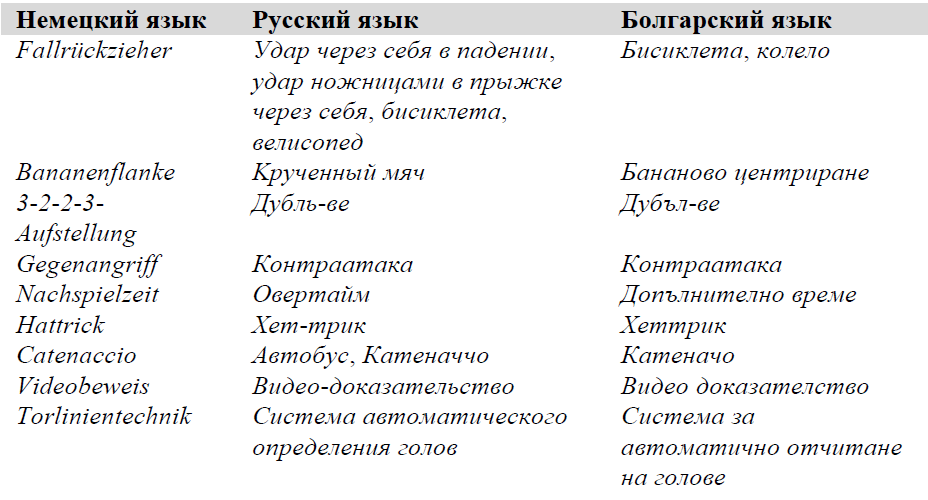 Немецкий язык Русский язык Болгарский язык
Fallrückzieher Удар через себя в падении, Бисиклета, колело
удар ножницами в прыжке
через себя, бисиклета,
велисопед
Bananenflanke Крученный мяч Бананово центриране
3-2-2-3- Дубль-ве Дубъл-ве
Aufstellung
Gegenangriff Контраатака Контраатака
Nachspielzeit Овертайм Допълнително време
Hattrick Хет-трик Хеттрик
Catenaccio Автобус, Катеначчо Катеначо
Videobeweis Видео-доказательство Видео доказателство
Torlinientechnik Система автоматического Система за
определения голов автоматично отчитане
на голове